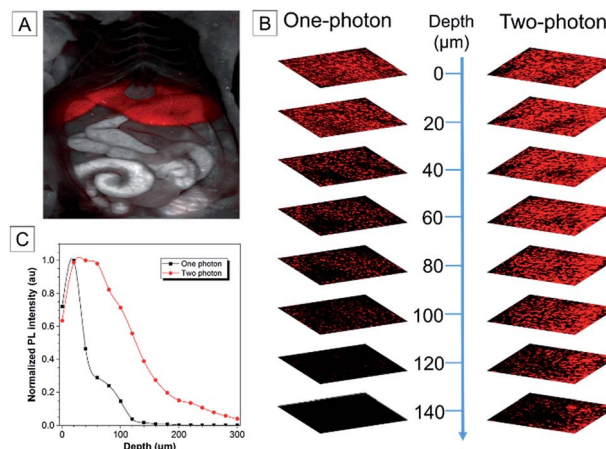 A
B
One-photon
Depth
(μm)
Two-photon
0
20
40
60
80
100
120
140
C
Normalized PL intensity (au)
1.0
0.8
0.6
0.4
0.2
0.0
One photon
Two photon
0
100
200
300
Depth (μm)